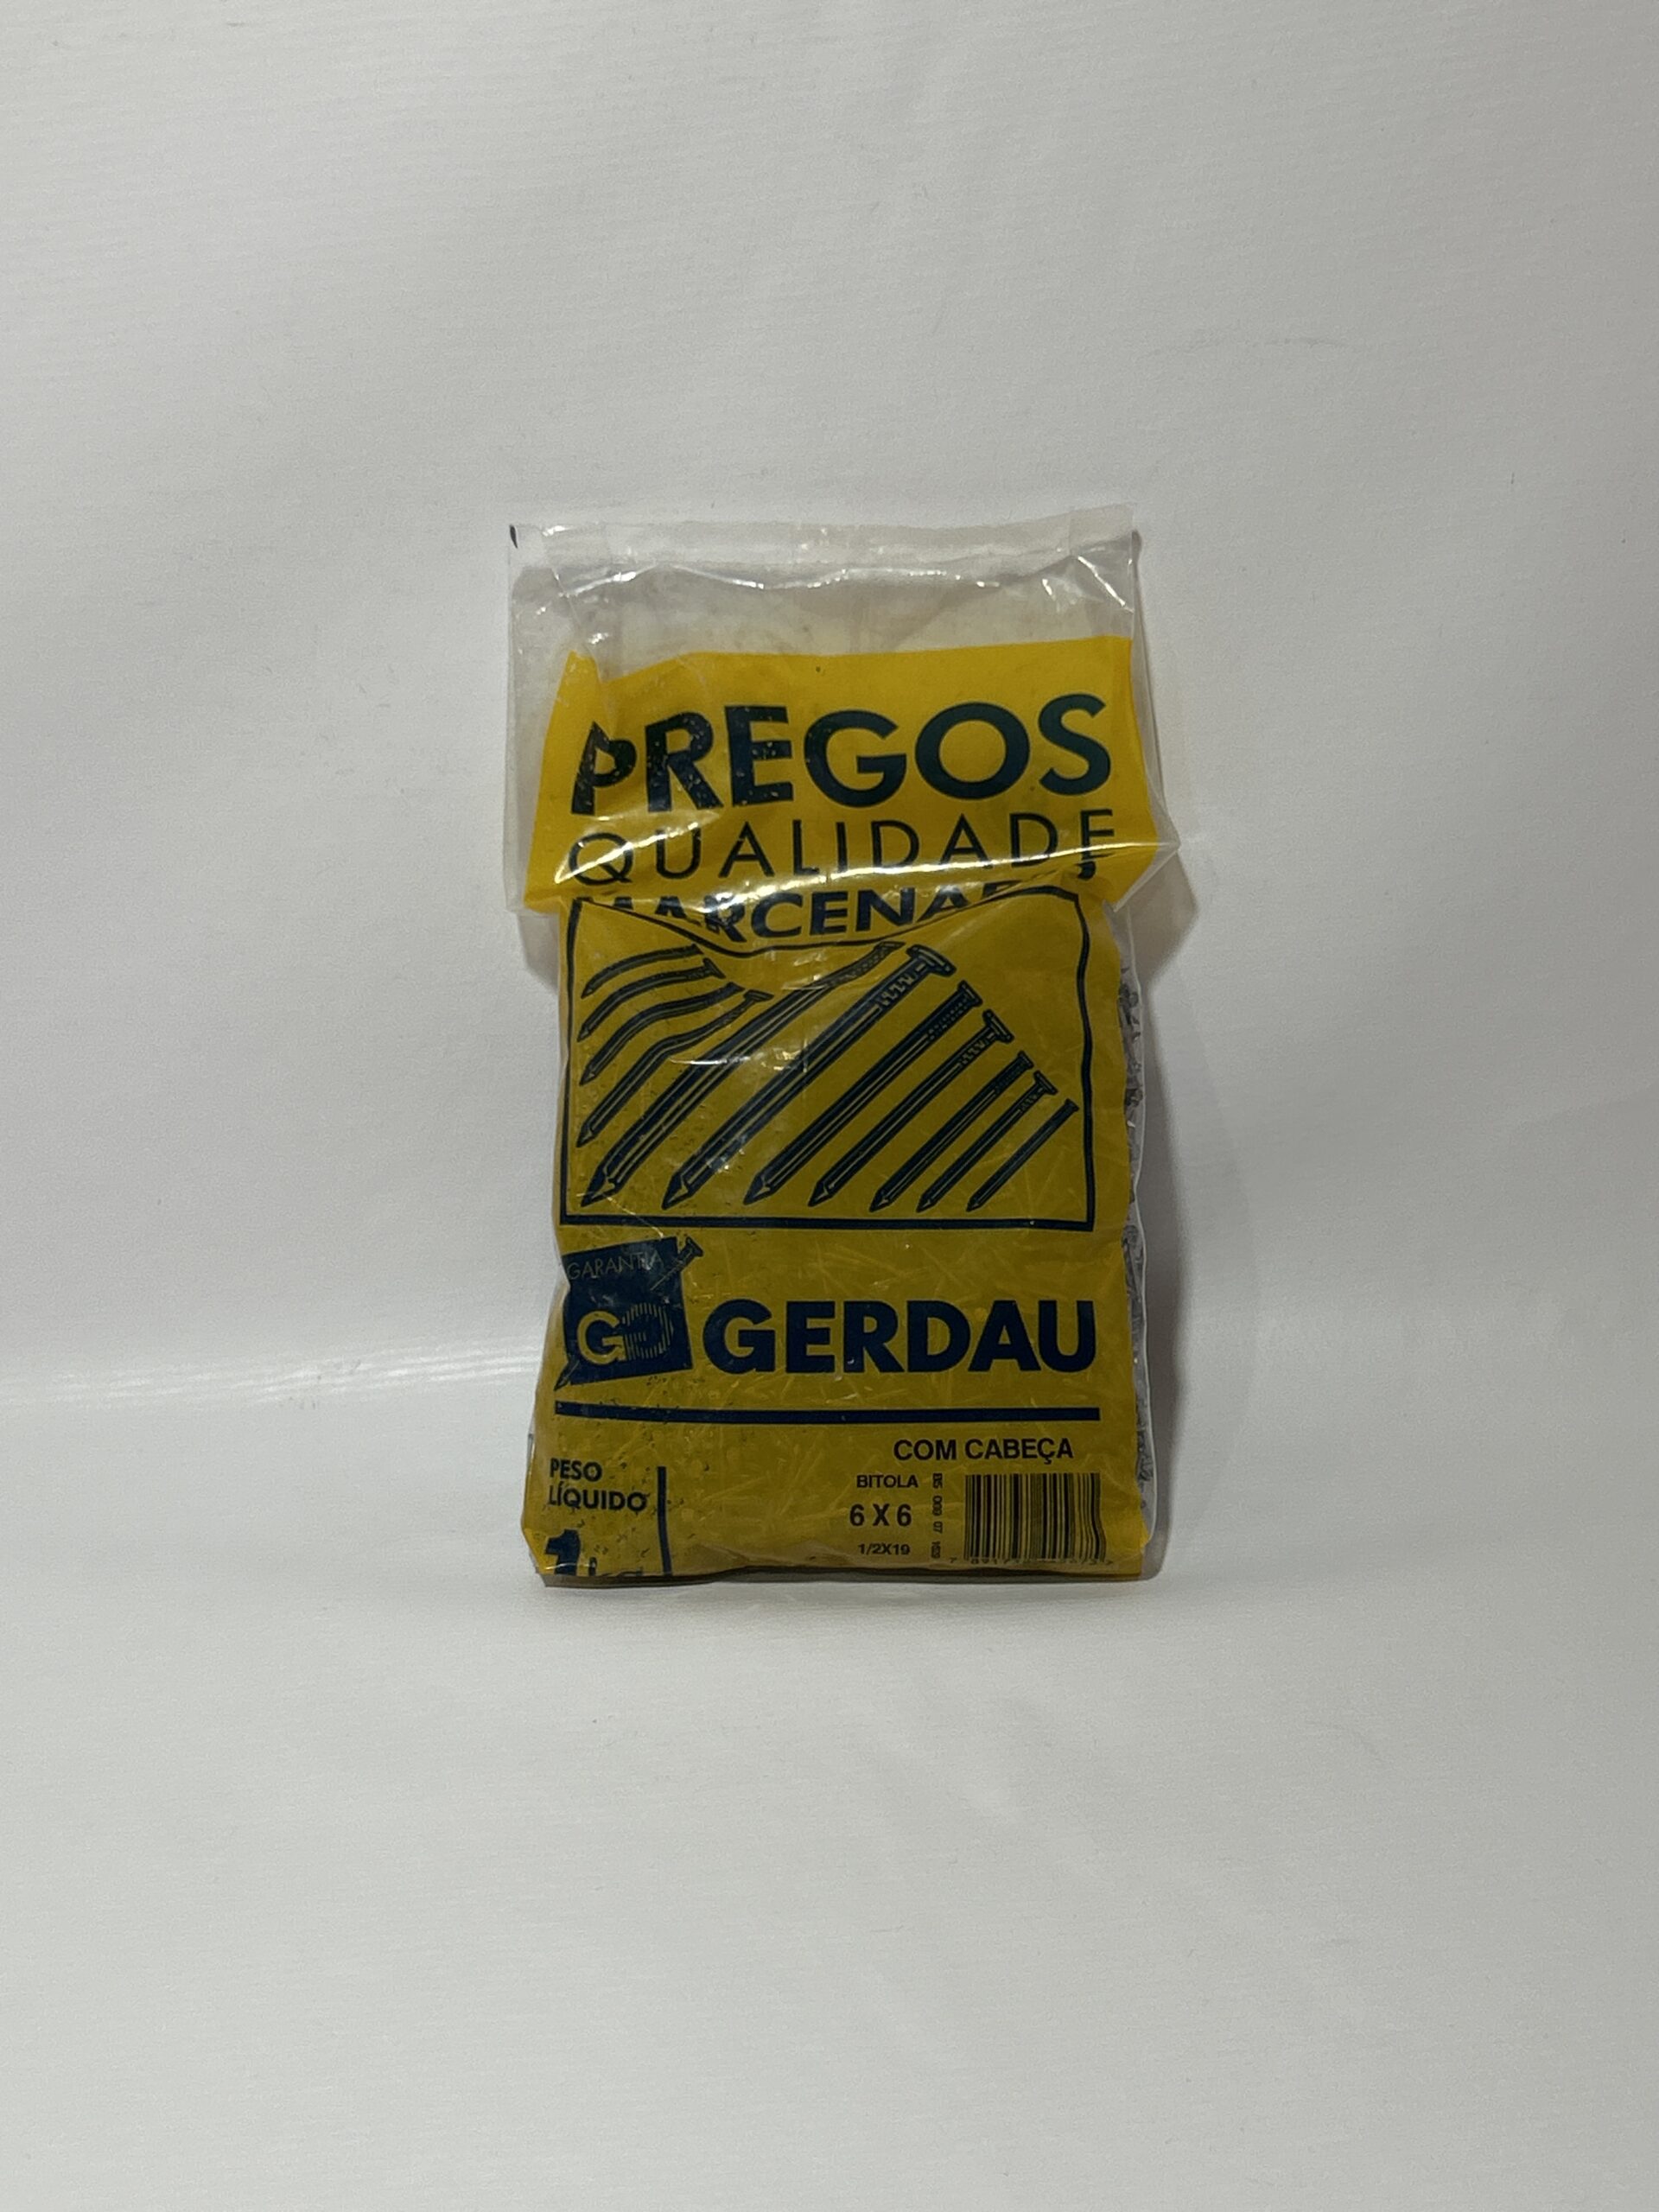 PREGOS
QUALIDADE
GARANTIA
GERDAU
COM CABEÇA
PESO
LÍQUIDO
BITOLA
6 X 6
1/2X19